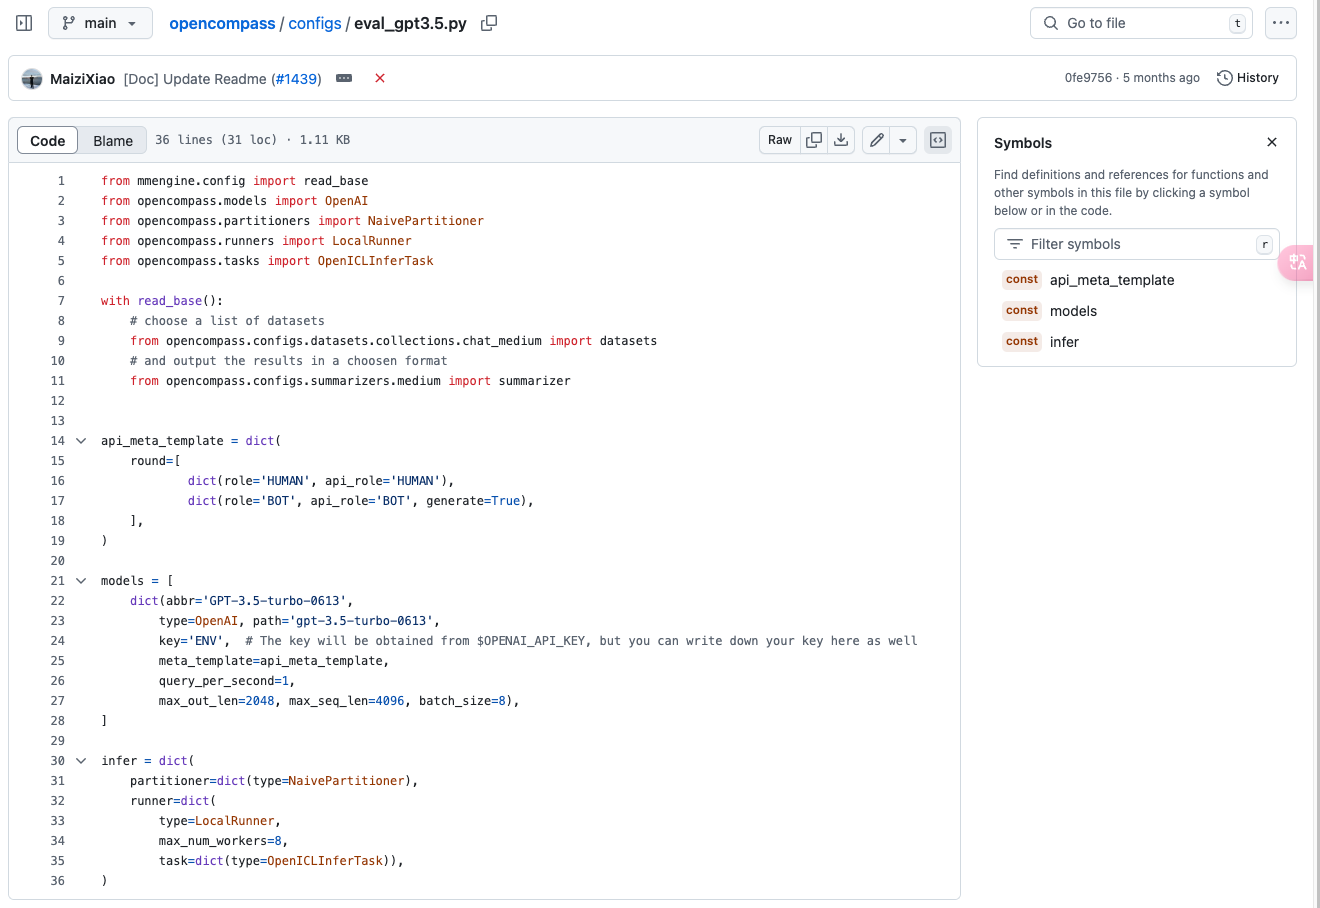 main
opencompass / configs / eval_gpt3.5.py
Go to file
t
MaiziXiao [Doc] Update Readme (#1439)
0fe9756 · 5 months ago
History
Code
Blame
36 lines (31 loc) · 1.11 KB
Raw
1 from mmengine.config import read_base
2 from opencompass.models import OpenAI
3 from opencompass.partitioners import NaivePartitioner
4 from opencompass.runners import LocalRunner
5 from opencompass.tasks import OpenICLInferTask
6
7 with read_base():
8     # choose a list of datasets
9     from opencompass.configs.datasets.collections.chat_medium import datasets
10     # and output the results in a choosen format
11     from opencompass.configs.summarizers.medium import summarizer
12
13
14 api_meta_template = dict(
15     round=[
16             dict(role='HUMAN', api_role='HUMAN'),
17             dict(role='BOT', api_role='BOT', generate=True),
18     ],
19 )
20
21 models = [
22     dict(abbr='GPT-3.5-turbo-0613',
23         type=OpenAI, path='gpt-3.5-turbo-0613',
24         key='ENV',  # The key will be obtained from $OPENAI_API_KEY, but you can write down your key here as well
25         meta_template=api_meta_template,
26         query_per_second=1,
27         max_out_len=2048, max_seq_len=4096, batch_size=8),
28 ]
29
30 infer = dict(
31     partitioner=dict(type=NaivePartitioner),
32     runner=dict(
33         type=LocalRunner,
34         max_num_workers=8,
35         task=dict(type=OpenICLInferTask)),
36 )
Symbols
Find definitions and references for functions and
other symbols in this file by clicking a symbol
below or in the code.
Filter symbols
r
const api_meta_template
const models
const infer